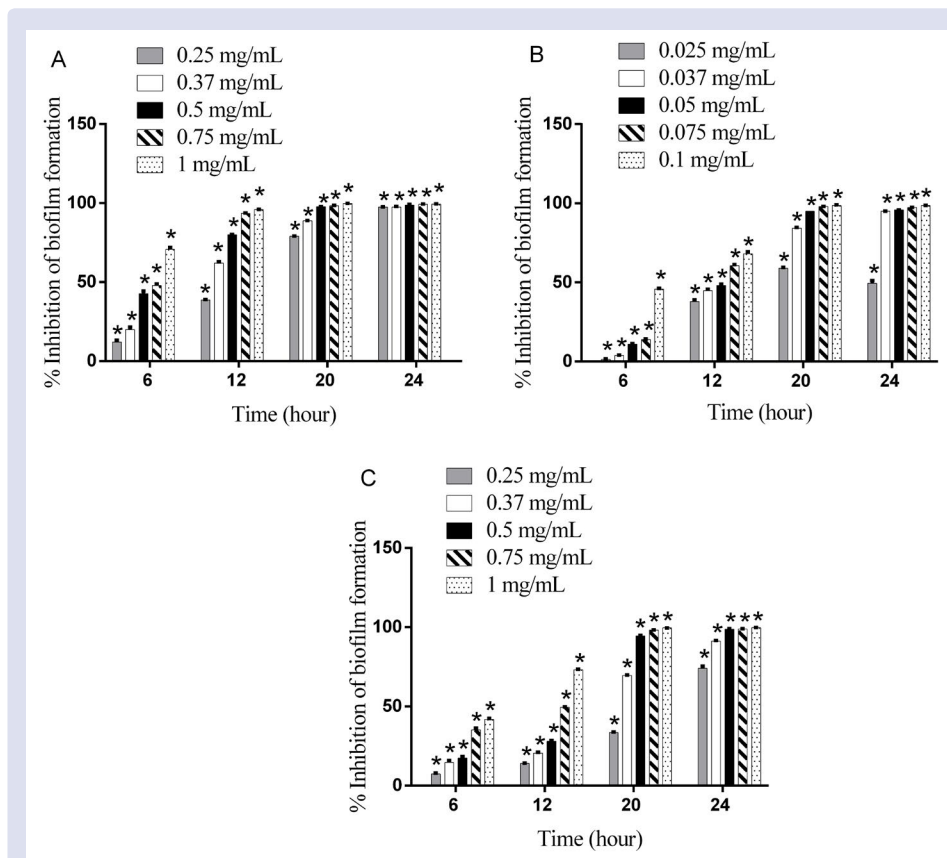 A
0.25 mg/mL
0.37 mg/mL
0.5 mg/mL
0.75 mg/mL
1 mg/mL
% Inhibition of biofilm formation
150
100
50
0
* * * * *
* * * * *
* * * * *
* * * * *
6 12 20 24
Time (hour)
B
0.025 mg/mL
0.037 mg/mL
0.05 mg/mL
0.075 mg/mL
0.1 mg/mL
% Inhibition of biofilm formation
150
100
50
0
* * * * *
* * * * *
* * * * *
* * * * *
6 12 20 24
Time (hour)
C
0.25 mg/mL
0.37 mg/mL
0.5 mg/mL
0.75 mg/mL
1 mg/mL
% Inhibition of biofilm formation
150
100
50
0
* * * * *
* * * * *
* * * * *
* * * * *
6 12 20 24
Time (hour)